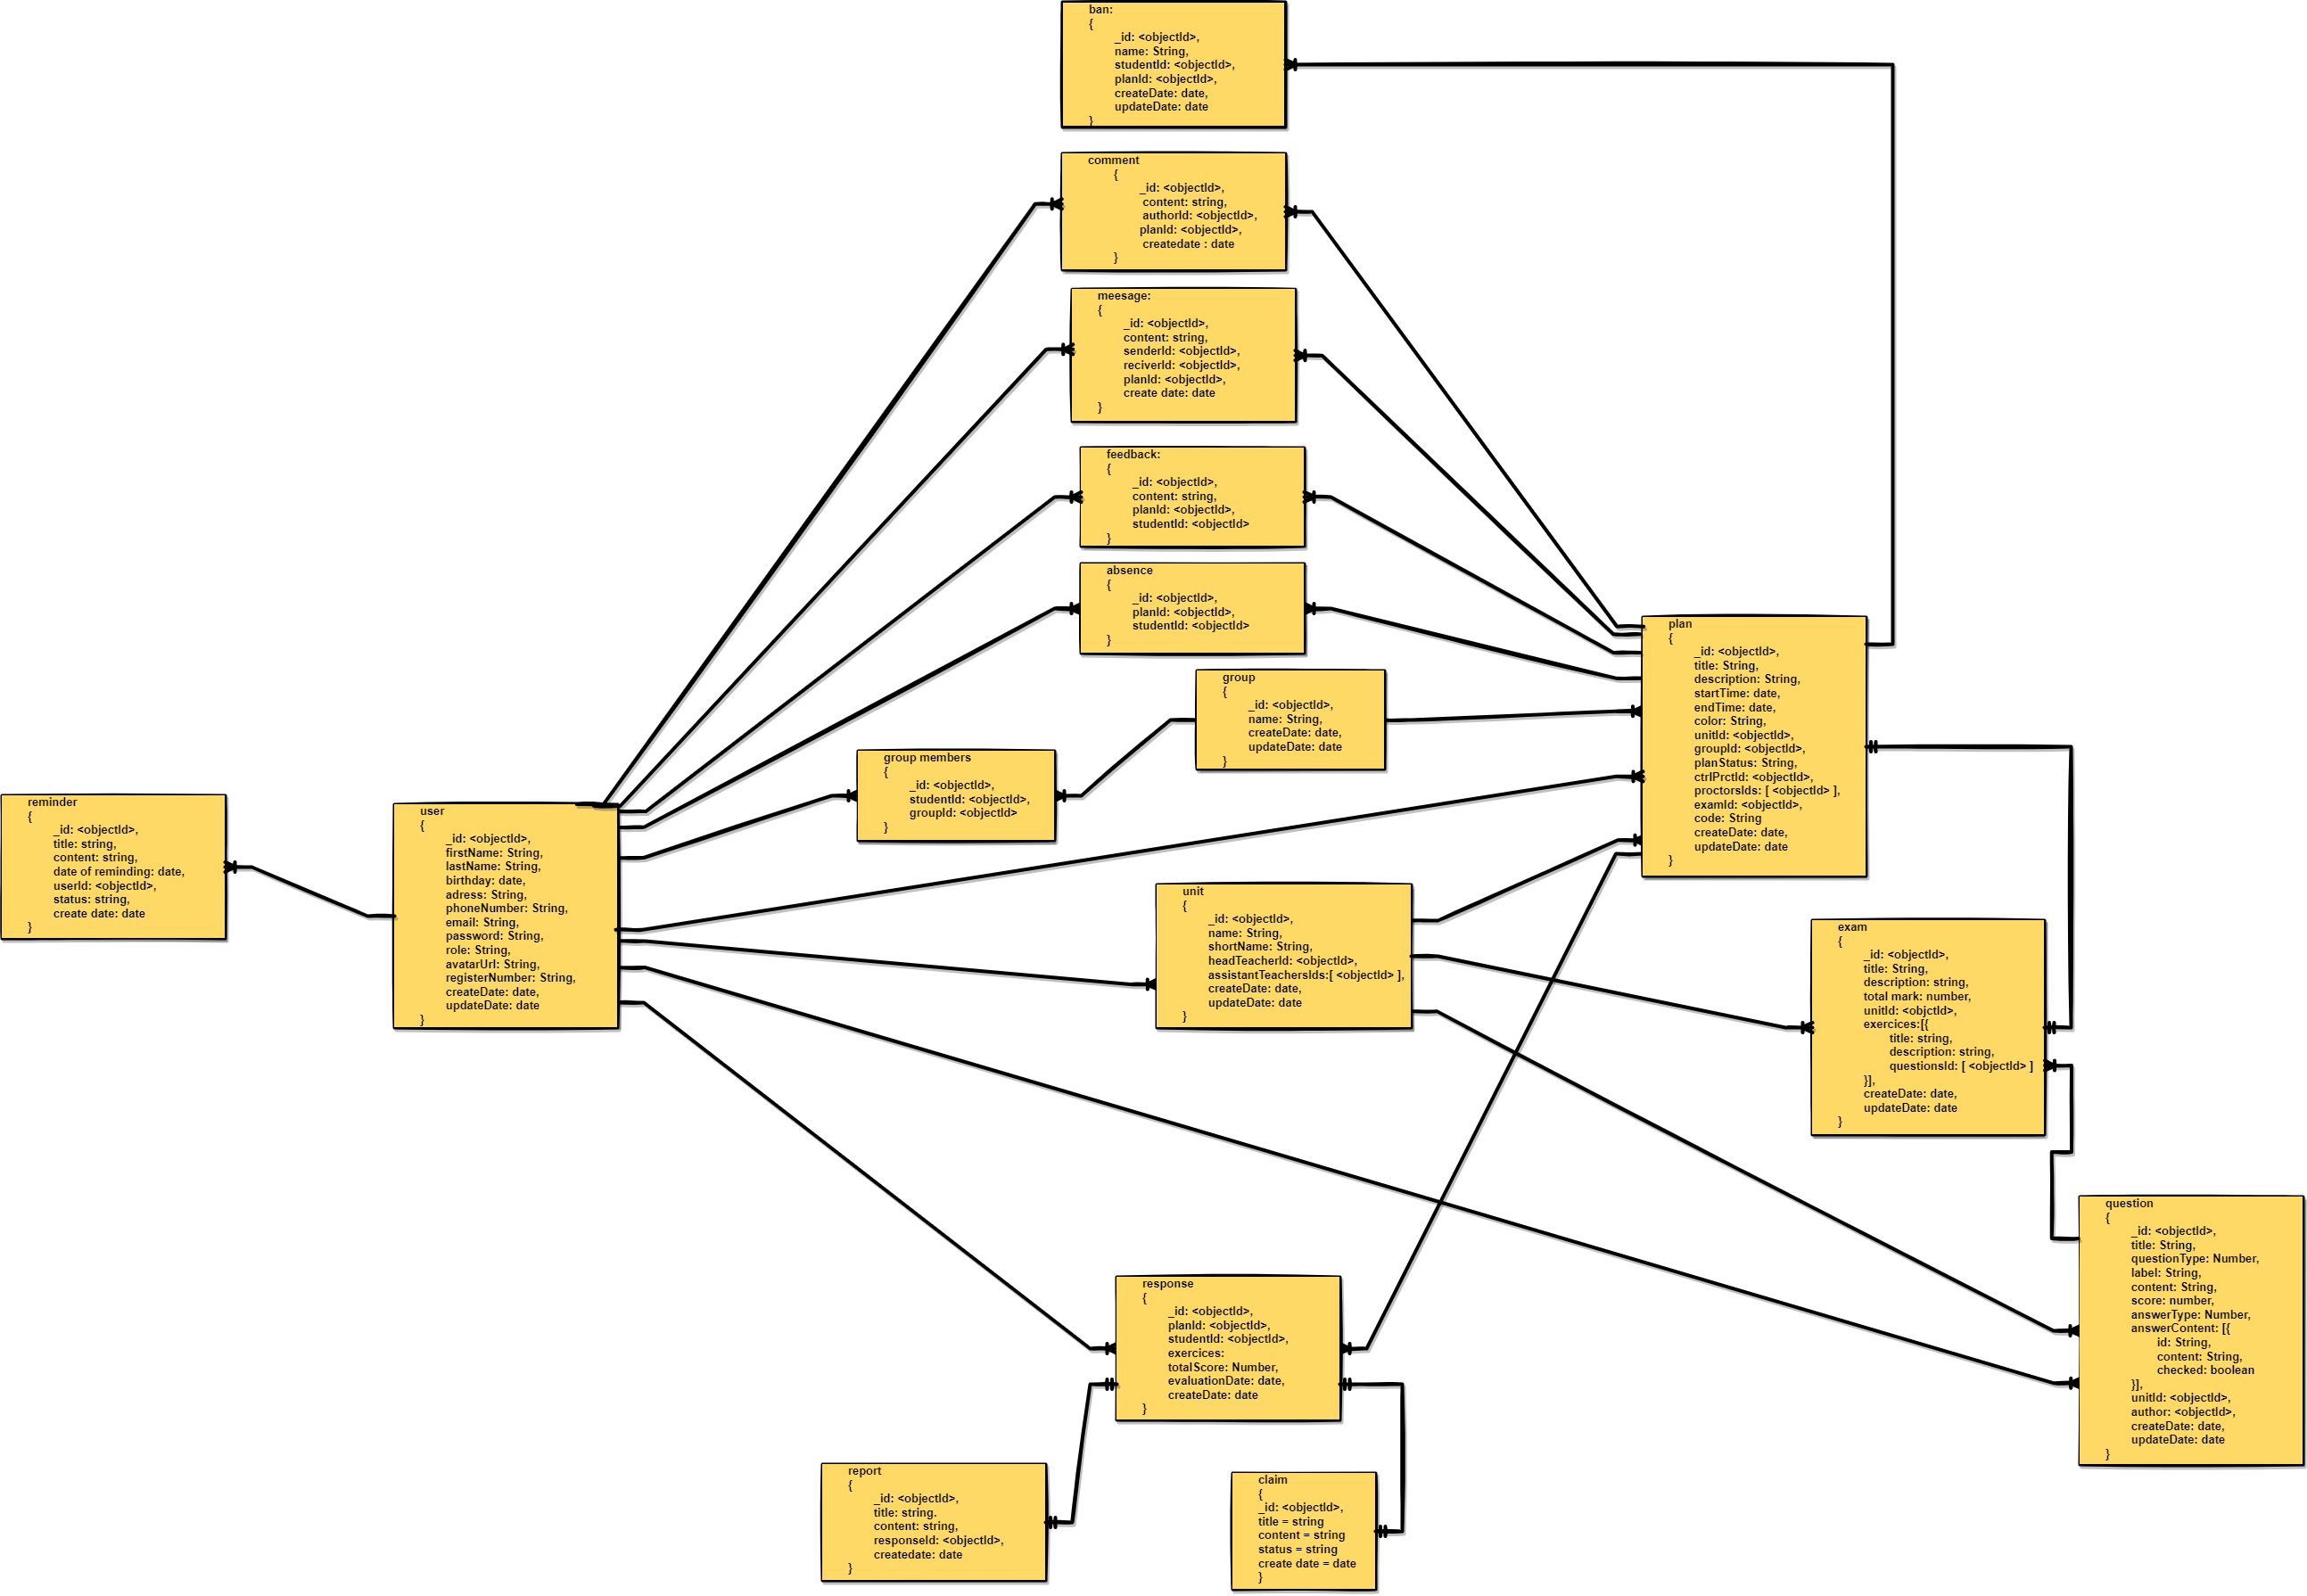 ban:
{
_id: <objectId>,
name: String,
studentId: <objectId>,
planId: <objectId>,
createDate: date,
updateDate: date
}
comment
{
_id: <objectId>,
content: string,
authorId: <objectId>,
planId: <objectId>,
createdate : date
}
meesage:
{
_id: <objectId>,
content: string,
senderId: <objectId>,
reciverId: <objectId>,
planId: <objectId>,
create date: date
}
feedback:
{
_id: <objectId>,
content: string,
planId: <objectId>,
studentId: <objectId>
}
absence
{
_id: <objectId>,
planId: <objectId>,
studentId: <objectId>
}
group
{
_id: <objectId>,
name: String,
createDate: date,
updateDate: date
}
group members
{
_id: <objectId>,
studentId: <objectId>,
groupId: <objectId>
}
plan
{
_id: <objectId>,
title: String,
description: String,
startTime: date,
endTime: date,
color: String,
unitId: <objectId>,
groupId: <objectId>,
planStatus: String,
ctrlPrctId: <objectId>,
proctorsIds: [ <objectId> ],
examId: <objectId>,
code: String
createDate: date,
updateDate: date
}
reminder
{
_id: <objectId>,
title: string,
content: string,
date of reminding: date,
userId: <objectId>,
status: string,
create date: date
}
user
{
_id: <objectId>,
firstName: String,
lastName: String,
birthday: date,
adress: String,
phoneNumber: String,
email: String,
password: String,
role: String,
avatarUrl: String,
registerNumber: String,
createDate: date,
updateDate: date
}
unit
{
_id: <objectId>,
name: String,
shortName: String,
headTeacherId: <objectId>,
assistantTeachersIds:[ <objectId> ],
createDate: date,
updateDate: date
}
exam
{
_id: <objectId>,
title: String,
description: string,
total mark: number,
unitId: <objctId>,
exercices:[{
title: string,
description: string,
questionsId: [ <objectId> ]
}],
createDate: date,
updateDate: date
}
question
{
_id: <objectId>,
title: String,
questionType: Number,
label: String,
content: String,
score: number,
answerType: Number,
answerContent: [{
id: String,
content: String,
checked: boolean
}],
unitId: <objectId>,
author: <objectId>,
createDate: date,
updateDate: date
}
response
{
_id: <objectId>,
planId: <objectId>,
studentId: <objectId>,
exercices:
totalScore: Number,
evaluationDate: date,
createDate: date
}
report
{
_id: <objectId>,
title: string.
content: string,
responseId: <objectId>,
createdate: date
}
claim
{
_id: <objectId>,
title = string
content = string
status = string
create date = date
}